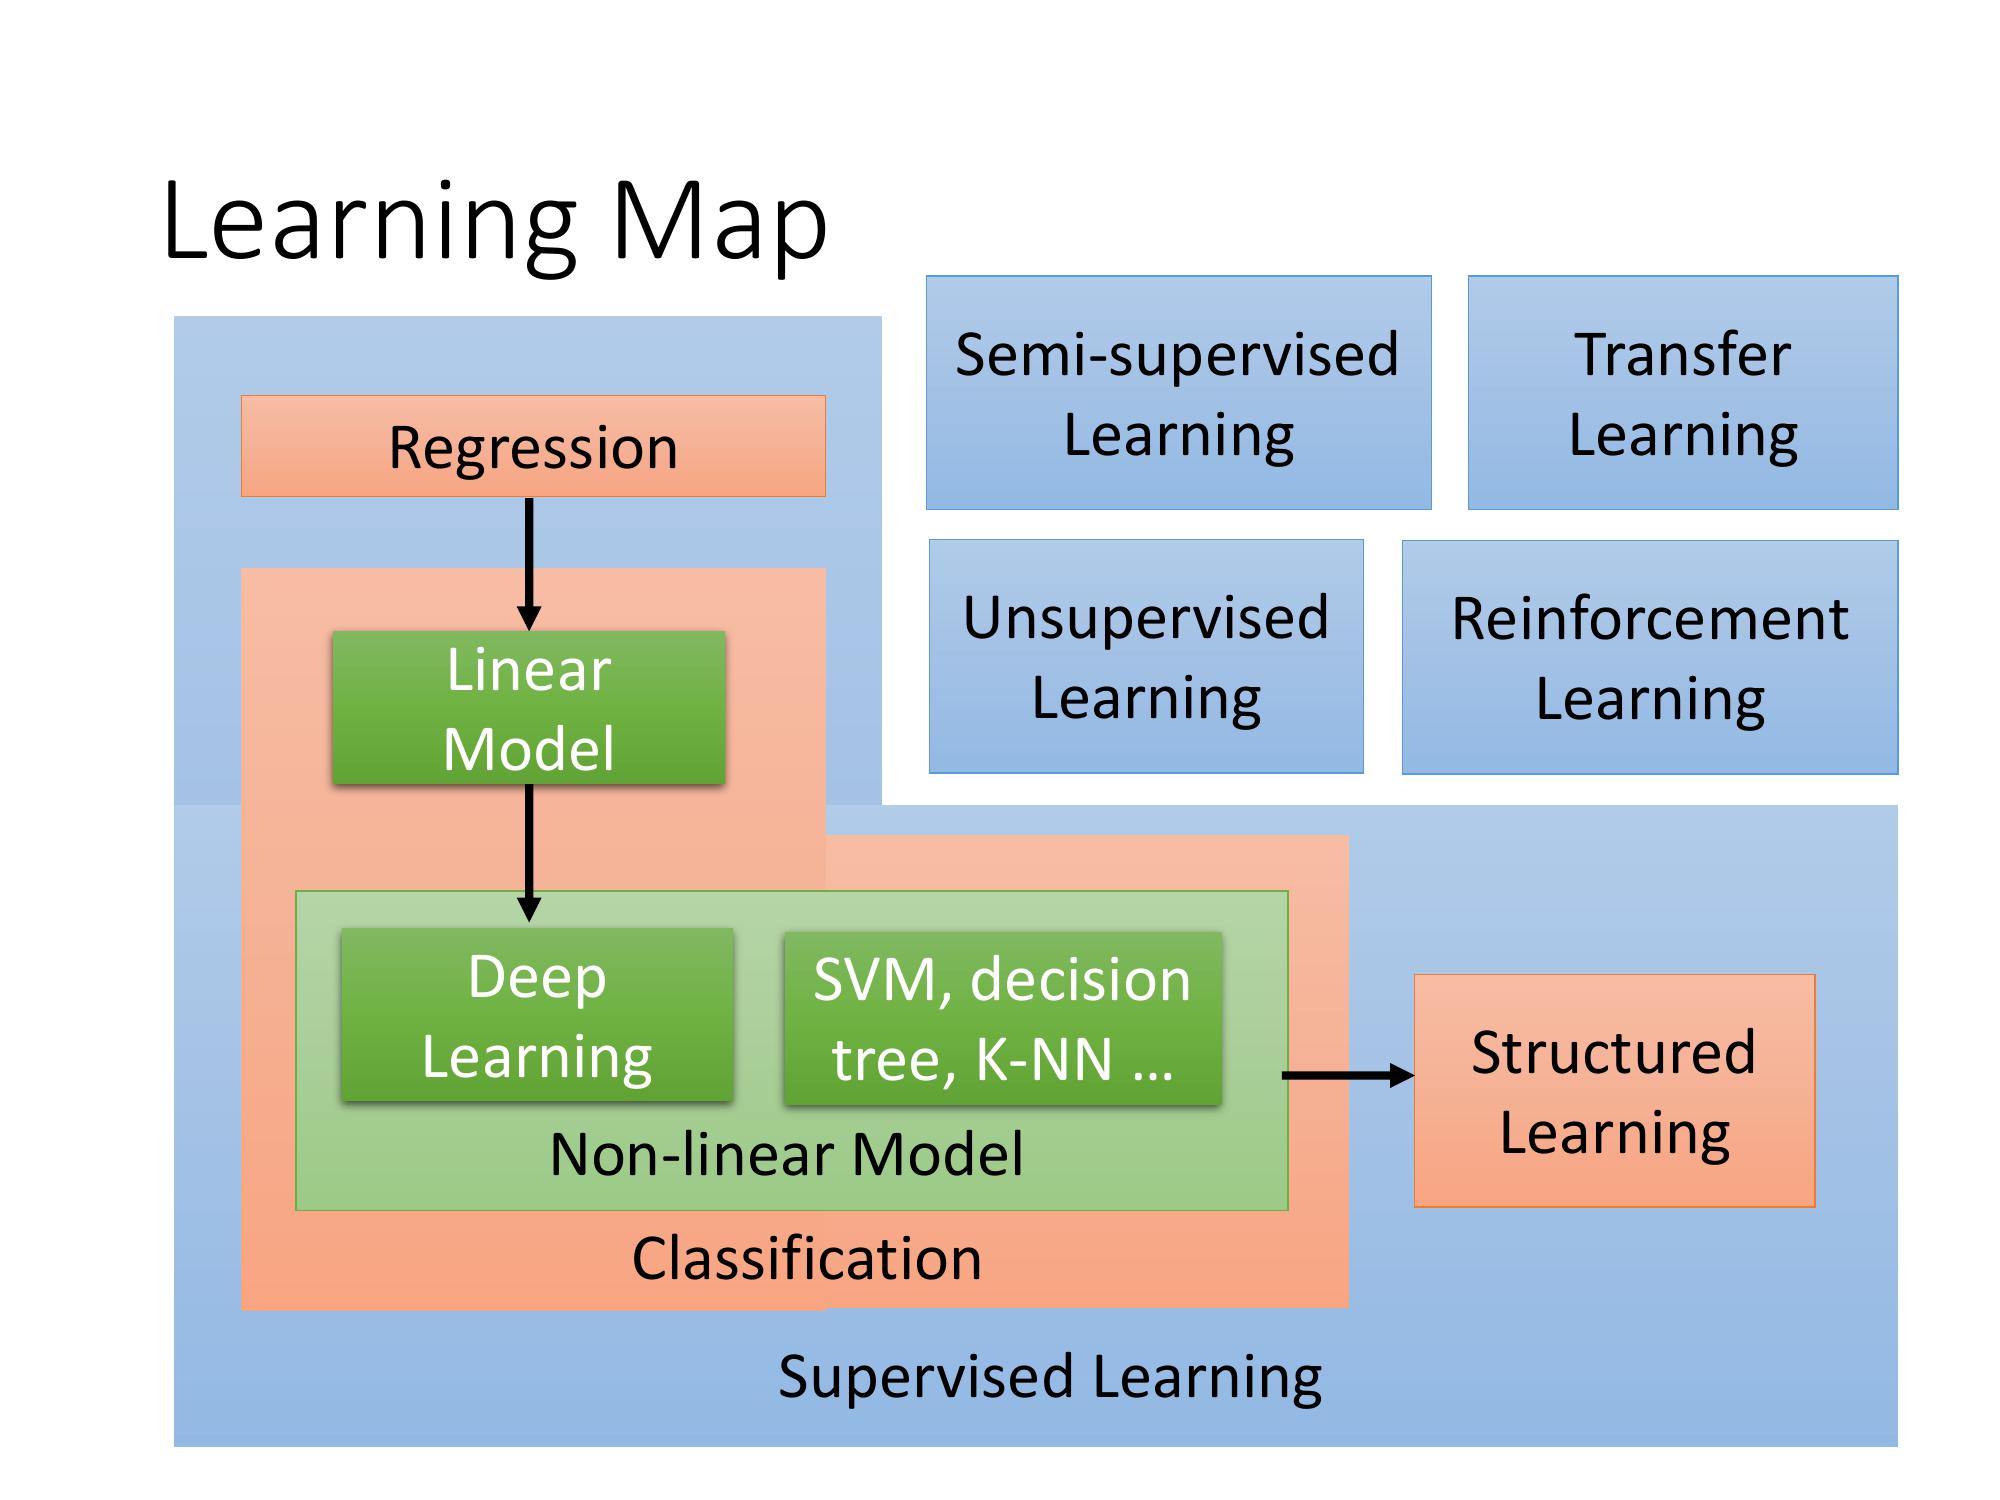 Learning Map
Semi-supervised
Learning
Transfer
Learning
Regression
Unsupervised
Learning
Reinforcement
Learning
Linear
Model
Deep
Learning
SVM, decision
tree, K-NN ...
Non-linear Model
Structured
Learning
Classification
Supervised Learning